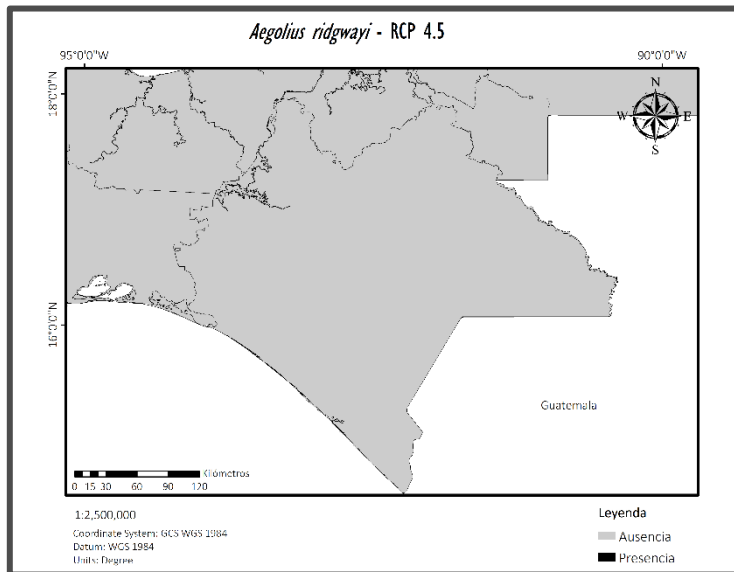 Aegolius ridgwayi - RCP 4.5
95°0'0"W 90°0'0"W
18°0'0"N
N
W E
S
16°0'0"N
Guatemala
Kilómetros
0 15 30 60 90 120
1:2,500,000
Coordinate System: GCS WGS 1984
Datum: WGS 1984
Units: Degree
Leyenda
Ausencia
Presencia